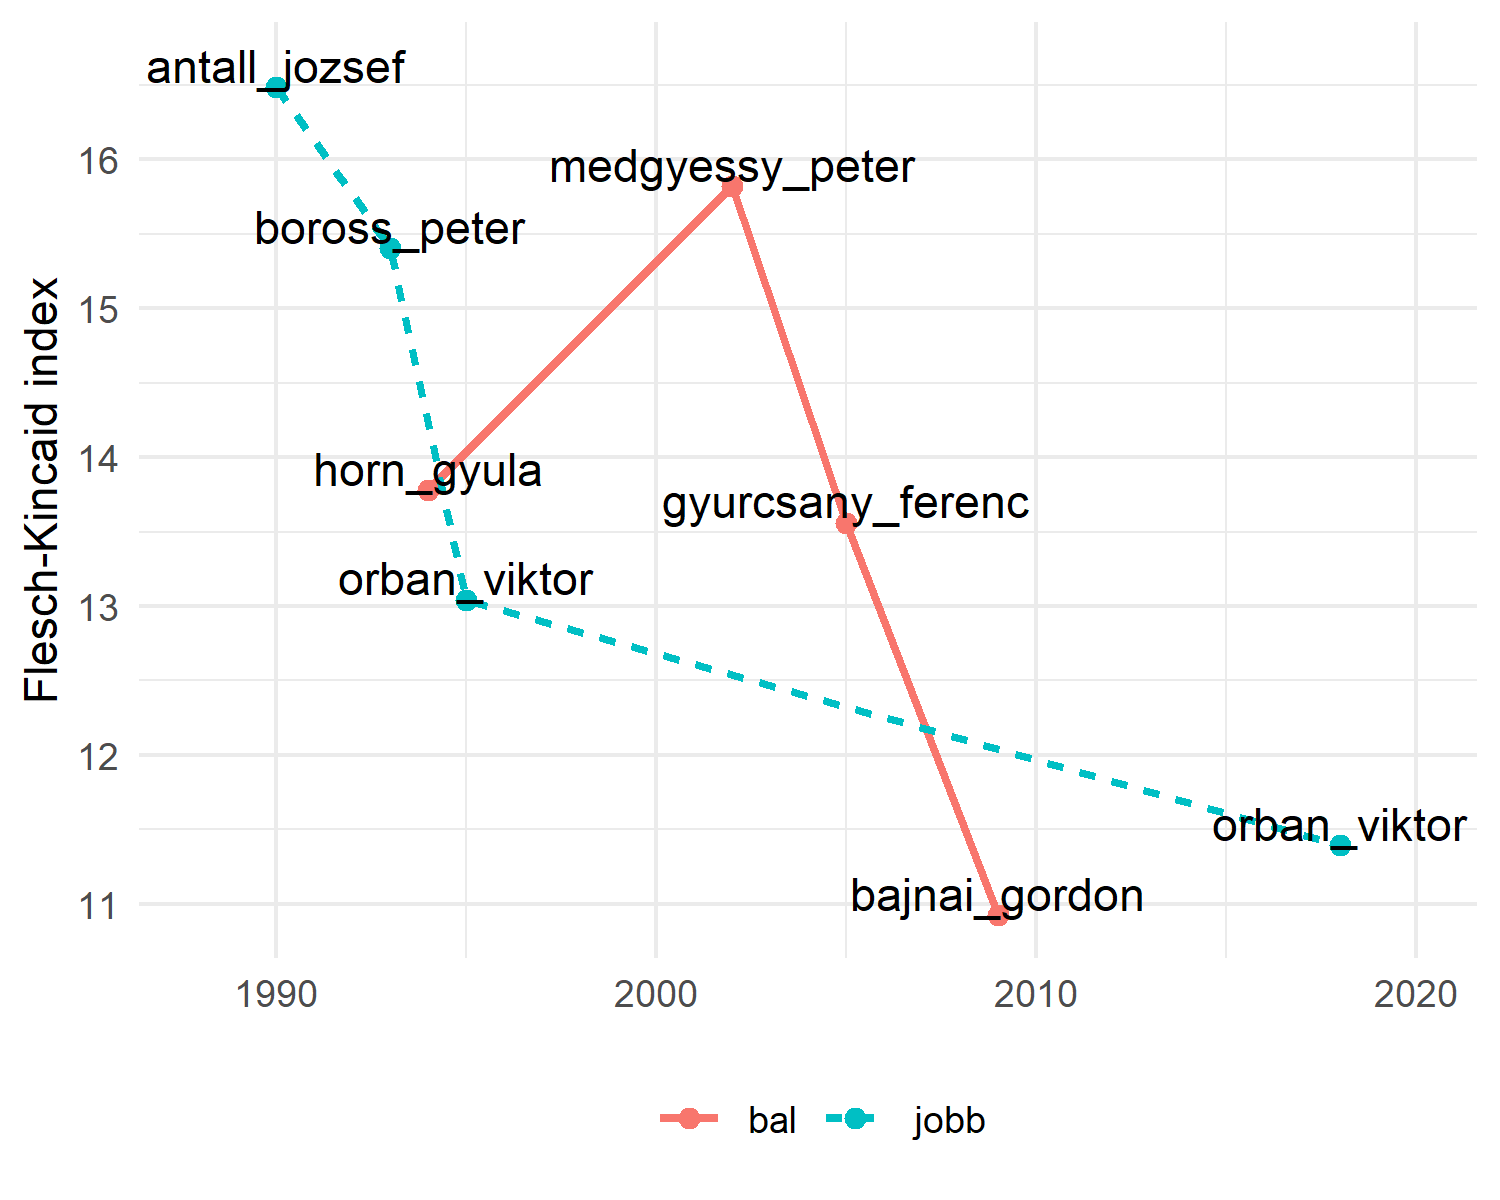 Flesch-Kincaid index
16
15
14
13
12
11
antall_jozsef
medgyessy_peter
boross_peter
horn_gyula
gyurcsany_ferenc
orban_viktor
orban_viktor
bajnai_gordon
1990
2000
2010
2020
bal
jobb